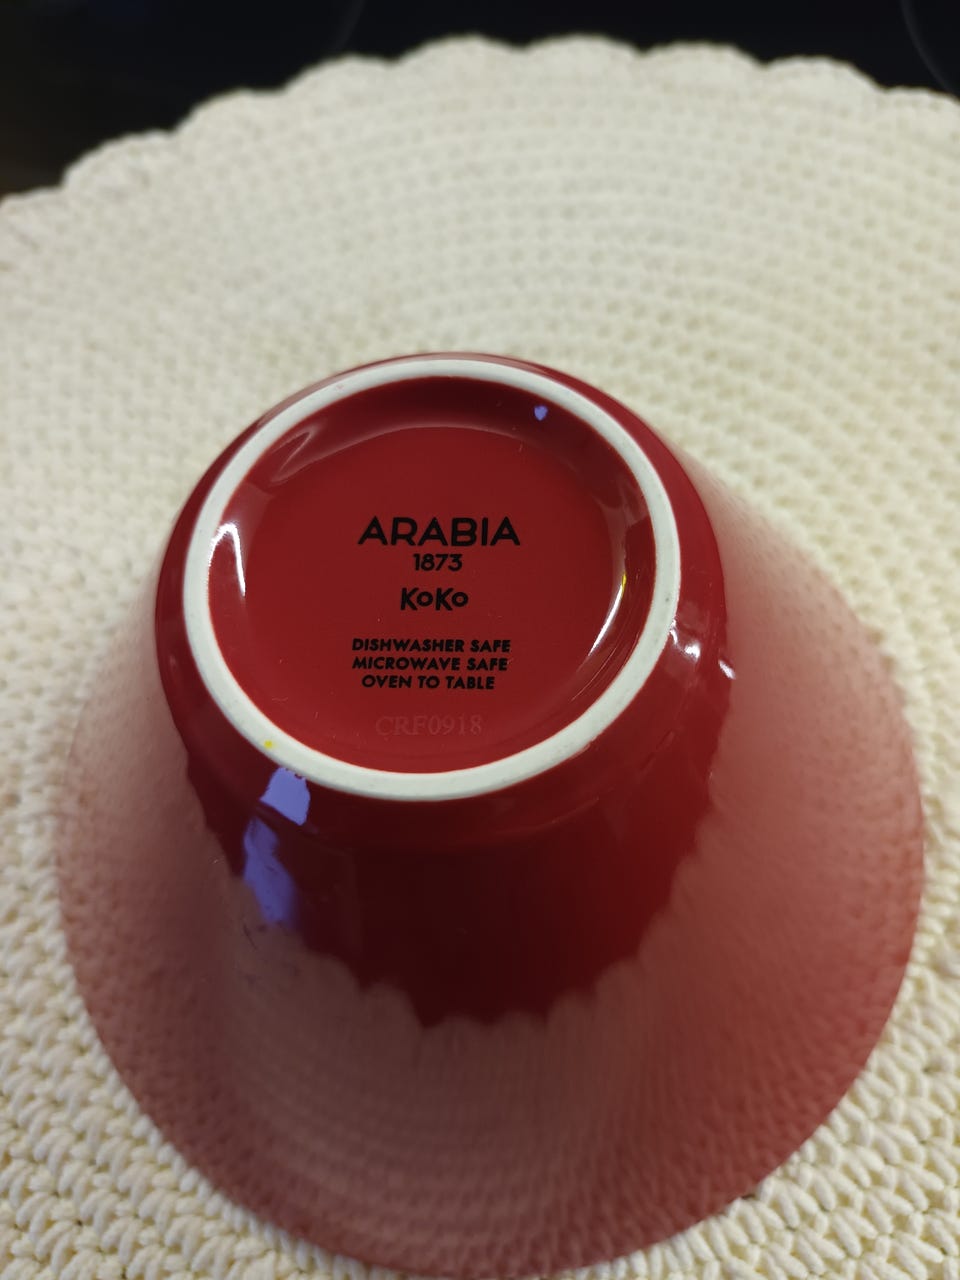 ARABIA
1873
KoKo
DISHWASHER SAFE
MICROWAVE SAFE
OVEN TO TABLE
CRF0918